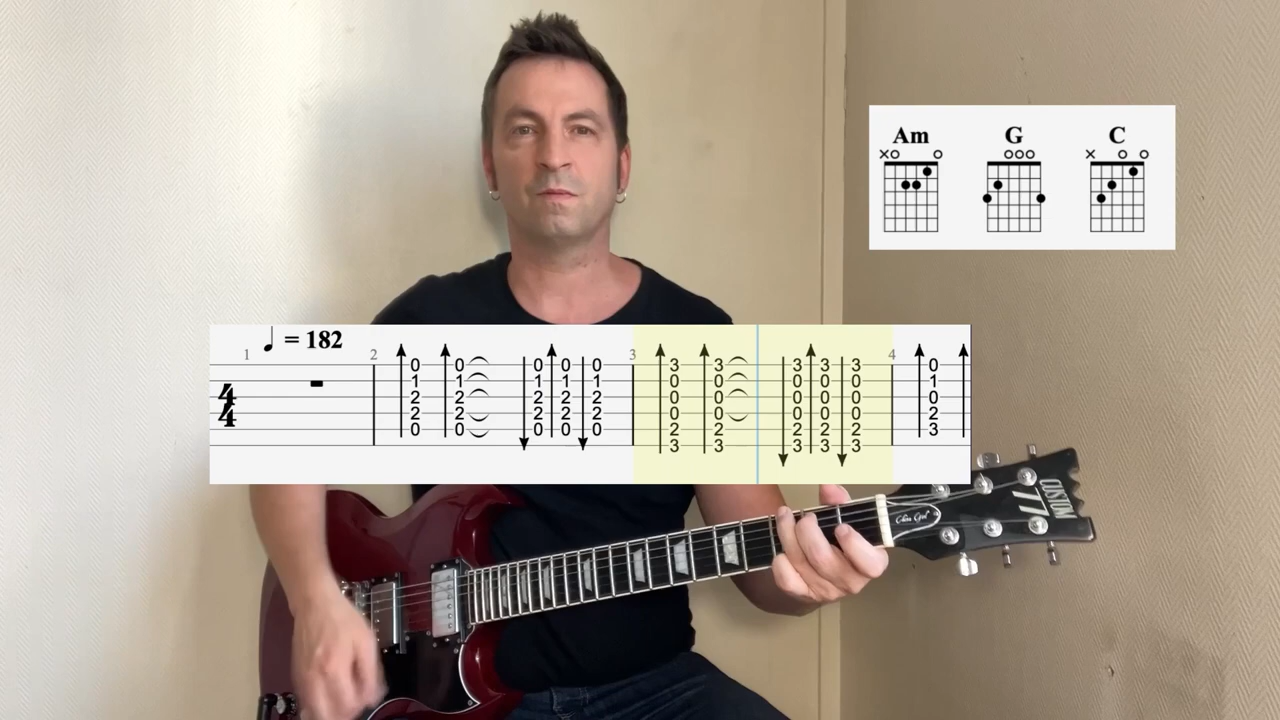 Am G C
×○ ○ ○○○ × ○ ○
♩ = 182
1 2 3 4
0 0 0 0 0 3 3 3 3 3 0
1 1 1 1 1 0 0 0 0 0 1
4 2 2 2 2 2 0 0 0 0 0 0
4 2 2 2 2 2 0 0 0 0 0 2
0 0 0 0 0 2 2 2 2 2 3
3 3 3 3 3
CUSTOM
77